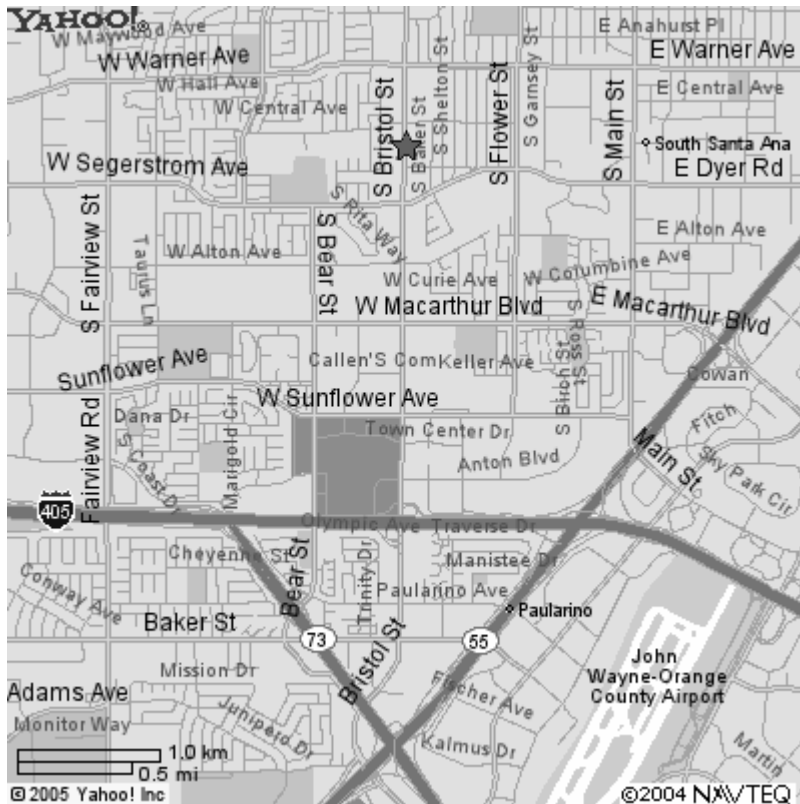 YAHOO!
W Maywood Ave
E Anahurst Pl
W Warner Ave
E Warner Ave
W Hall Ave
W Central Ave
E Central Ave
S Bristol St
S Baker St
S Shelton St
S Flower St
S Garnsey St
S Main St
South Santa Ana
W Segerstrom Ave
E Dyer Rd
S Fairview St
Taurus Ln
S Bear St
S Rita Way
W Alton Ave
E Alton Ave
W Curie Ave
W Columbine Ave
W Macarthur Blvd
E Macarthur Blvd
S Ross St
S Birch St
Sunflower Ave
Callen'S Com
Keller Ave
Cowan
W Sunflower Ave
Fairview Rd
Dana Dr
Marigold Cir
Town Center Dr
Fitch
S Coast Dr
Anton Blvd
Main St
Sky Park Cir
405
Olympic Ave
Traverse Dr
Cheyenne St
Bear St
Trinity Dr
Manistee Dr
Conway Ave
Paularino Ave
Paularino
Baker St
73
55
Bristol St
John
Wayne-Orange
County Airport
Mission Dr
Adams Ave
Fischer Ave
Monitor Way
Junipero Dr
Kalmus Dr
Martin
1.0 km
0.5 mi
© 2005 Yahoo! Inc
©2004 NAVTEQ